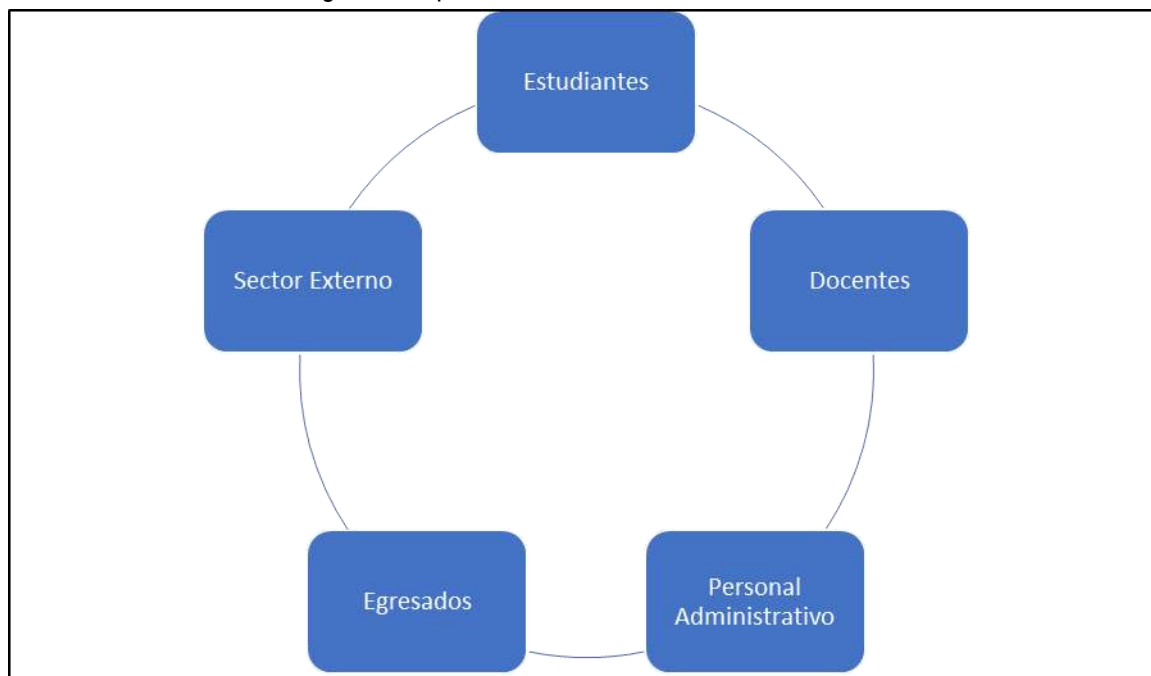 Estudiantes
Docentes
Personal
Administrativo
Egresados
Sector Externo